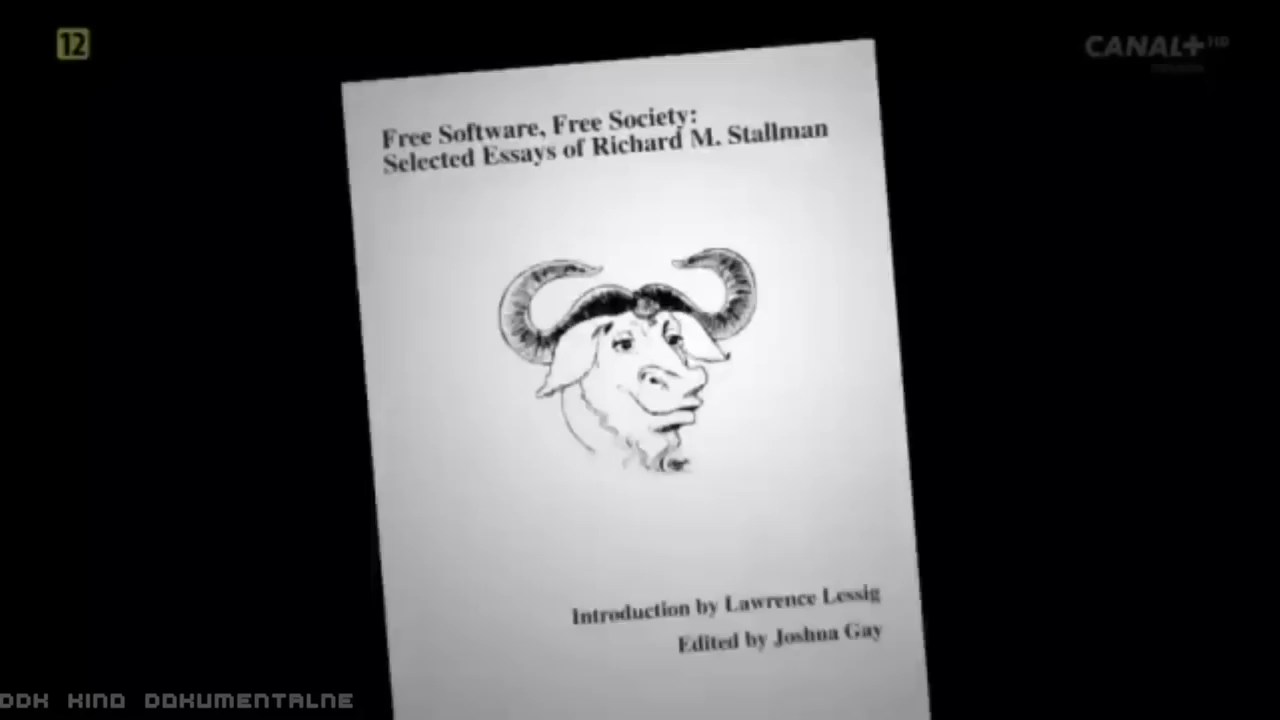 12
CANAL+ HD
Free Software, Free Society:
Selected Essays of Richard M. Stallman
Introduction by Lawrence Lessig
Edited by Joshua Gay
DDK KINO DOKUMENTALNE